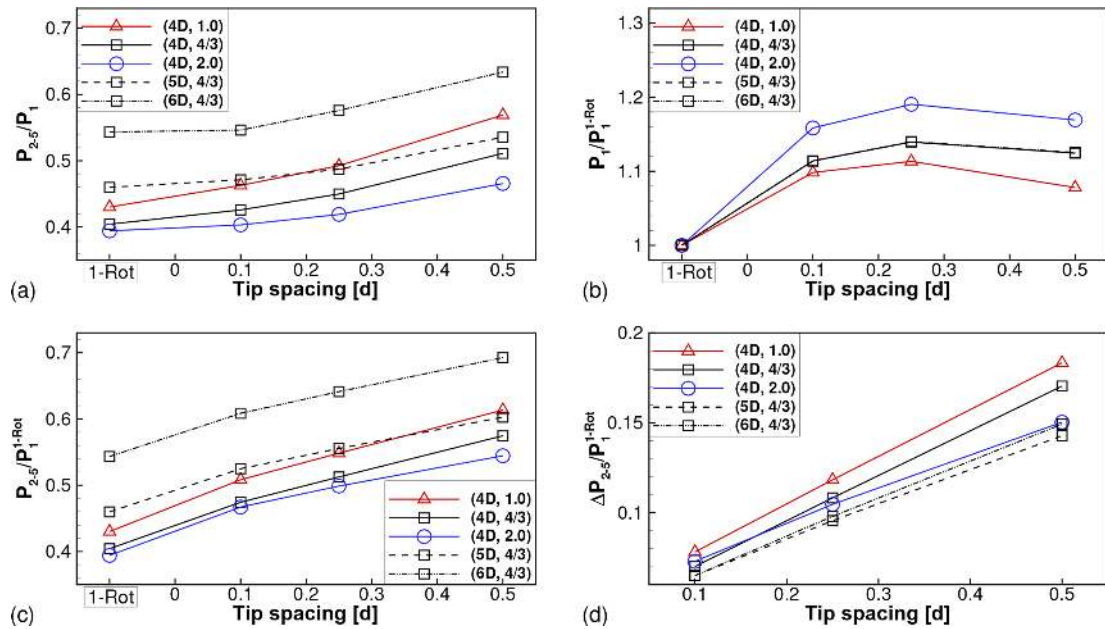 (4D, 1.0)
(4D, 4/3)
(4D, 2.0)
(5D, 4/3)
(6D, 4/3)
0.7
0.6
0.5
0.4
P2-5/P1
1-Rot 0 0.1 0.2 0.3 0.4 0.5
Tip spacing [d]
(a)
(4D, 1.0)
(4D, 4/3)
(4D, 2.0)
(5D, 4/3)
(6D, 4/3)
1.3
1.2
1.1
1
P1/P1^1-Rot
1-Rot 0 0.1 0.2 0.3 0.4 0.5
Tip spacing [d]
(b)
0.7
0.6
0.5
0.4
P2-5/P1^1-Rot
(4D, 1.0)
(4D, 4/3)
(4D, 2.0)
(5D, 4/3)
(6D, 4/3)
1-Rot 0 0.1 0.2 0.3 0.4 0.5
Tip spacing [d]
(c)
(4D, 1.0)
(4D, 4/3)
(4D, 2.0)
(5D, 4/3)
(6D, 4/3)
0.2
0.15
0.1
ΔP2-5/P1^1-Rot
0.1 0.2 0.3 0.4 0.5
Tip spacing [d]
(d)